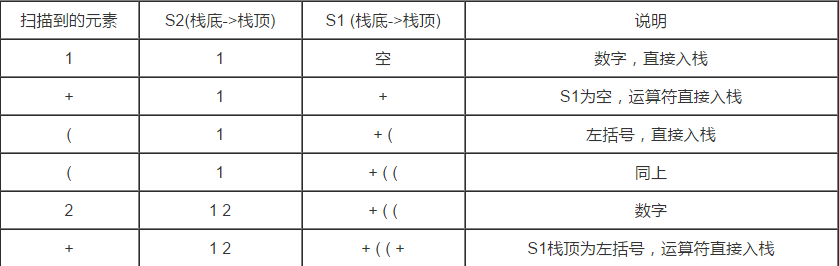 扫描到的元素 S2(栈底->栈顶) S1 (栈底->栈顶) 说明
1 1 空 数字，直接入栈
+ 1 + S1为空，运算符直接入栈
( 1 + ( 左括号，直接入栈
( 1 + ( ( 同上
2 1 2 + ( ( 数字
+ 1 2 + ( ( + S1栈顶为左括号，运算符直接入栈